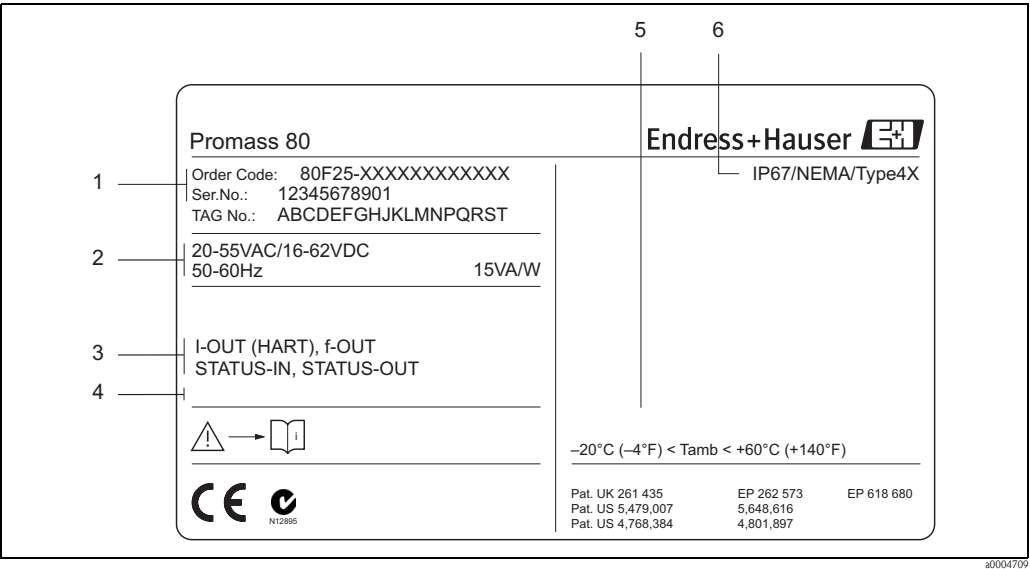 5 6
Promass 80
Endress+Hauser
1
Order Code: 80F25-XXXXXXXXXXXX
Ser.No.: 12345678901
TAG No.: ABCDEFGHJKLMNPQRST
IP67/NEMA/Type4X
2
20-55VAC/16-62VDC
50-60Hz 15VA/W
3
I-OUT (HART), f-OUT
STATUS-IN, STATUS-OUT
4
i
–20°C (–4°F) < Tamb < +60°C (+140°F)
CE
N12895
Pat. UK 261 435 EP 262 573 EP 618 680
Pat. US 5,479,007 5,648,616
Pat. US 4,768,384 4,801,897
a0004709